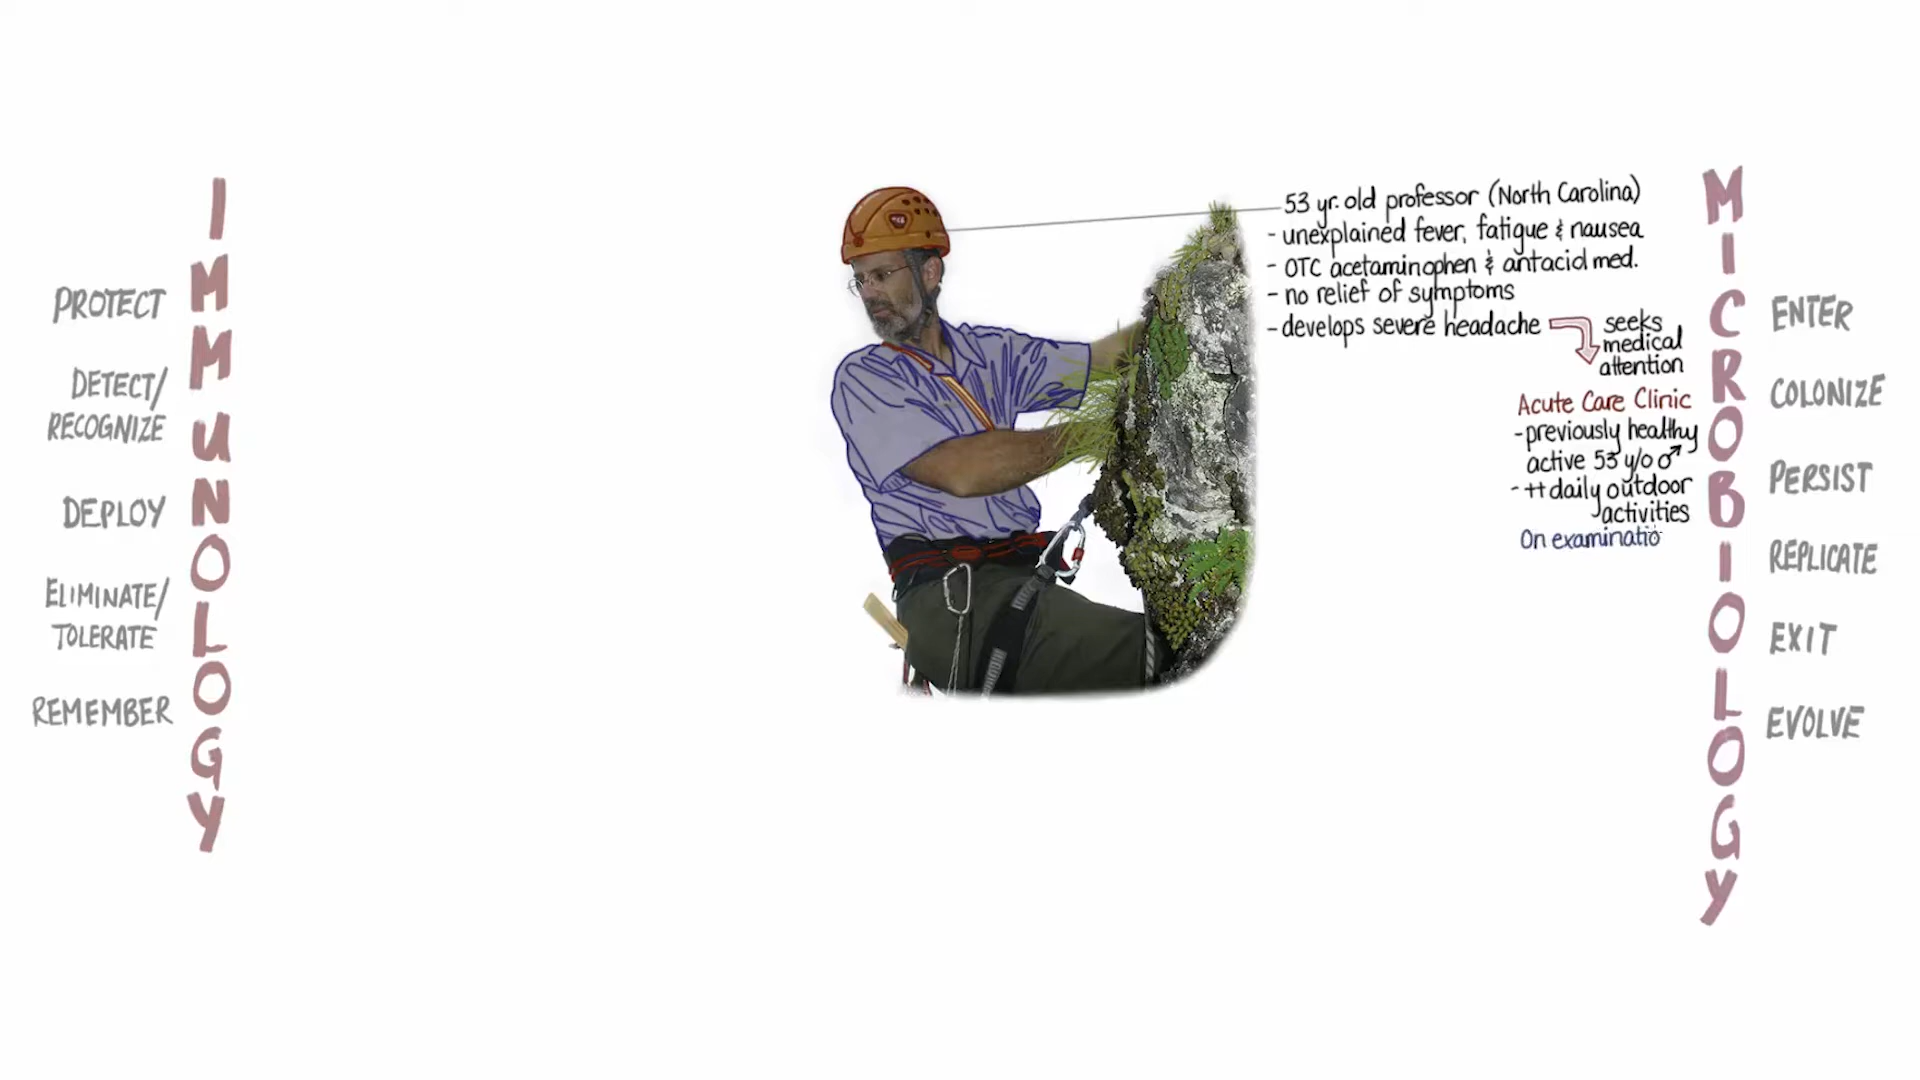 IMMUNOLOGY
PROTECT
DETECT/
RECOGNIZE
DEPLOY
ELIMINATE/
TOLERATE
REMEMBER
53 yr. old professor (North Carolina)
- unexplained fever, fatigue & nausea
- OTC acetaminophen & antacid med.
- no relief of symptoms
- develops severe headache
seeks
medical
attention
Acute Care Clinic
- previously healthy
active 53 y/o ♂
- ++ daily outdoor
activities
On examinatio
MICROBIOLOGY
ENTER
COLONIZE
PERSIST
REPLICATE
EXIT
EVOLVE